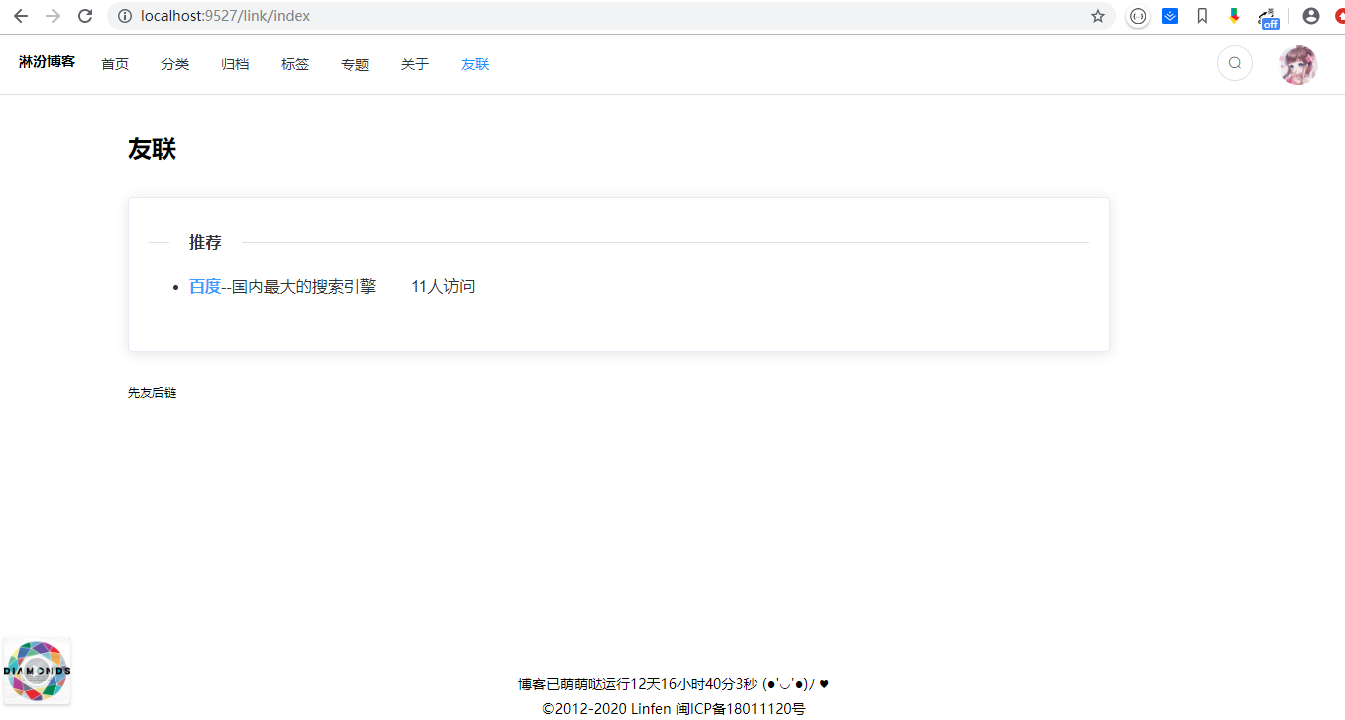 localhost:9527/link/index
off
淋汾博客 首页 分类 归档 标签 专题 关于 友联
友联
推荐
百度--国内最大的搜索引擎 11人访问
先友后链
DIAMONDS
博客已萌萌哒运行12天16小时40分3秒 (●'◡'●)ﾉ ♥
©2012-2020 Linfen 闽ICP备18011120号